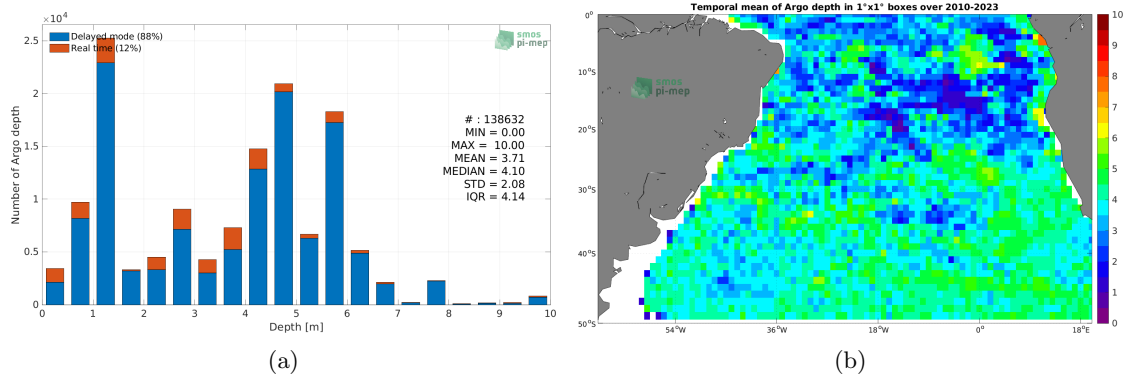 ×10⁴
Delayed mode (88%)
Real time (12%)
smos
pi-mep
2.5
2
1.5
1
0.5
0
Number of Argo depth
# : 138632
MIN = 0.00
MAX = 10.00
MEAN = 3.71
MEDIAN = 4.10
STD = 2.08
IQR = 4.14
0 1 2 3 4 5 6 7 8 9 10
Depth [m]
(a)
Temporal mean of Argo depth in 1°x1° boxes over 2010-2023
smos
pi-mep
0°
10°S
20°S
30°S
40°S
50°S
54°W 36°W 18°W 0° 18°E
10
9
8
7
6
5
4
3
2
1
0
(b)